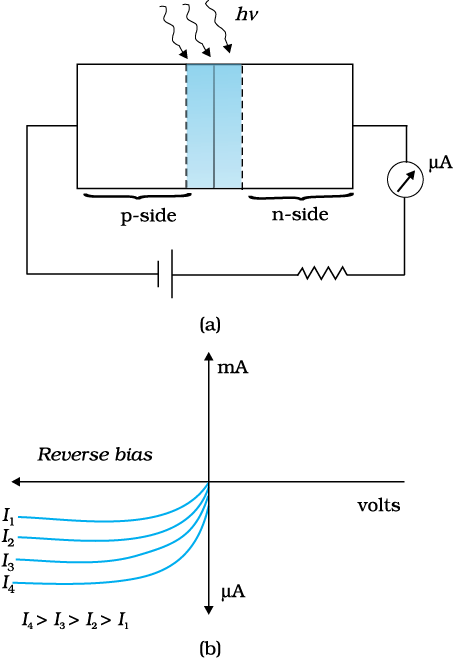 hν
μA
p-side
n-side
(a)
mA
Reverse bias
volts
I₁
I₂
I₃
I₄
μA
I₄ > I₃ > I₂ > I₁
(b)